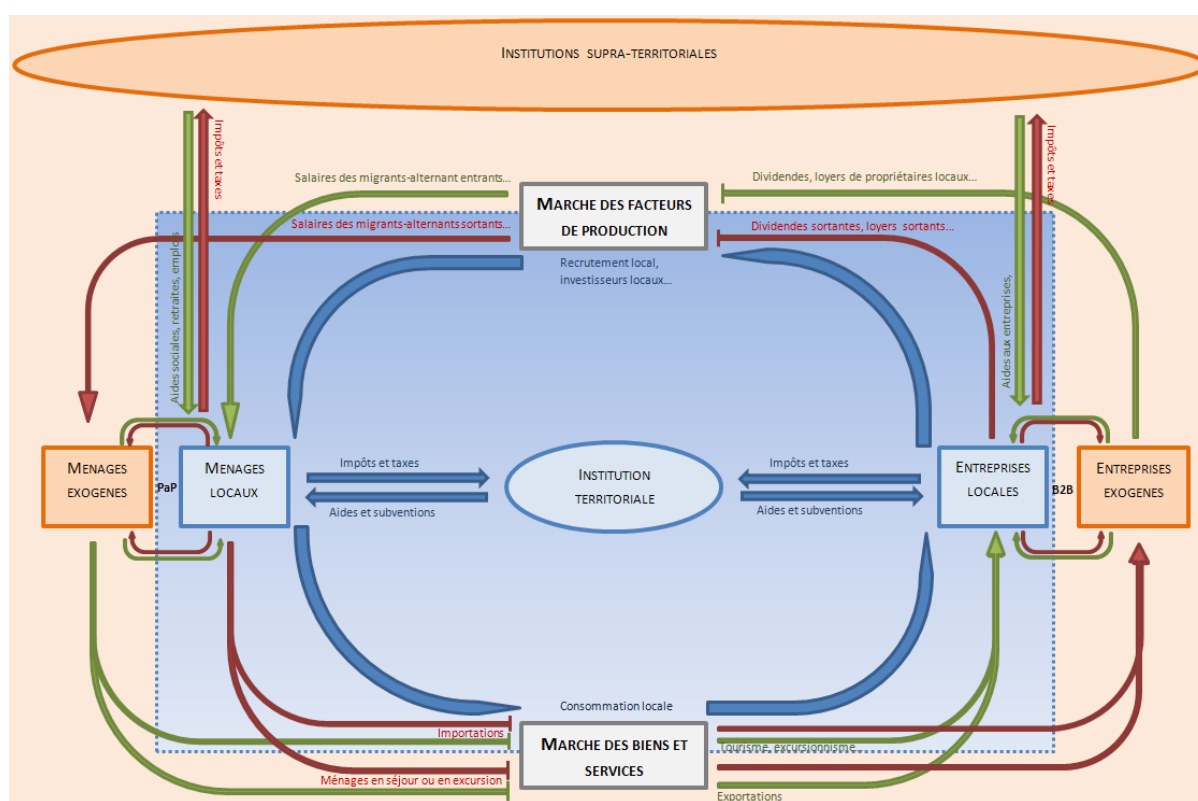 INSTITUTIONS SUPRA-TERRITORIALES
Impôts et taxes
Impôts et taxes
Salaires des migrants-alternant entrants...
Dividendes, loyers de propriétaires locaux...
MARCHE DES FACTEURS
DE PRODUCTION
Salaires des migrants-alternants sortants...
Dividendes sortantes, loyers sortants...
Recrutement local,
investisseurs locaux...
Aides sociales, retraites, emplois
Aides aux entreprises,
MENAGES
EXOGENES
PaP
MENAGES
LOCAUX
Impôts et taxes
Aides et subventions
INSTITUTION
TERRITORIALE
Impôts et taxes
Aides et subventions
ENTREPRISES
LOCALES
B2B
ENTREPRISES
EXOGENES
Consommation locale
Importations
MARCHE DES BIENS ET
SERVICES
Tourisme, excursionnisme...
Ménages en séjour ou en excursion
Exportations